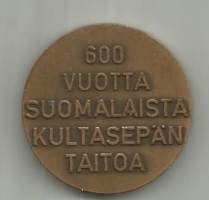 600
VUOTTA
SUOMALAISTA
KULTASEPÄN
TAITOA